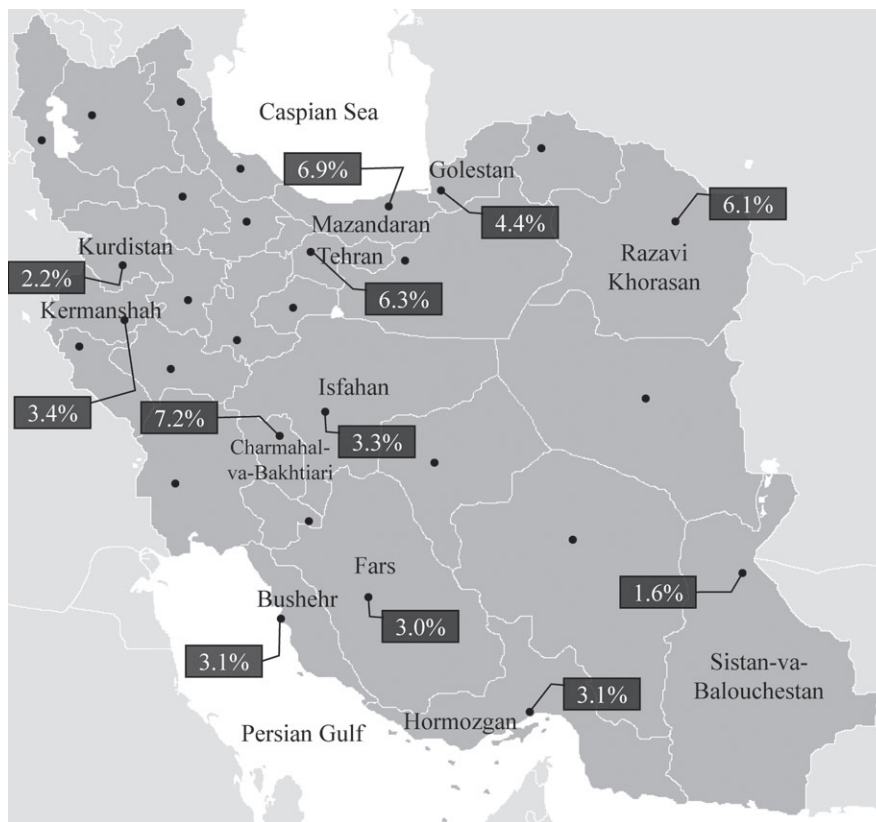 Caspian Sea
6.9%
Golestan
4.4%
Mazandaran
6.1%
Razavi
Khorasan
Kurdistan
2.2%
Tehran
6.3%
Kermanshah
3.4%
Isfahan
3.3%
7.2%
Charmahal-
va-Bakhtiari
Fars
3.0%
Bushehr
3.1%
1.6%
Sistan-va-
Balouchestan
3.1%
Hormozgan
Persian Gulf